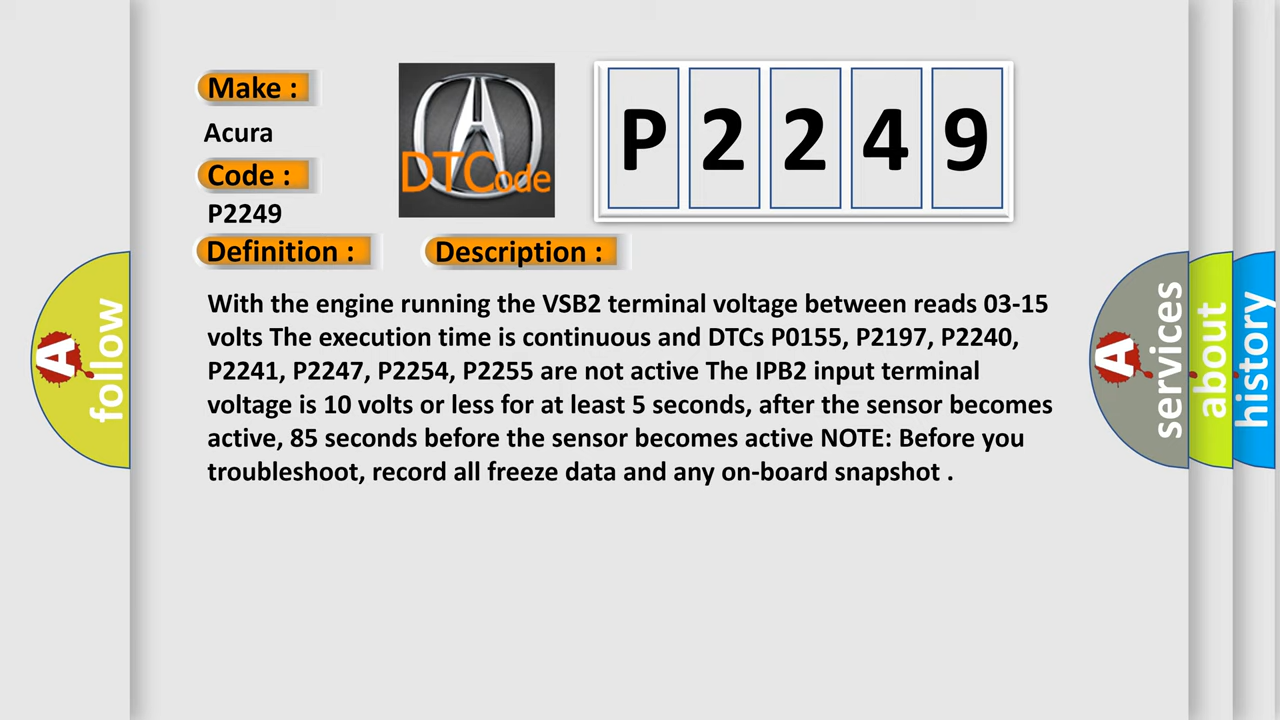 Make :
Acura
Code :
P2249
DTCode
P2249
Definition :
Description :
With the engine running the VSB2 terminal voltage between reads 03-15
volts The execution time is continuous and DTCs P0155, P2197, P2240,
P2241, P2247, P2254, P2255 are not active The IPB2 input terminal
voltage is 10 volts or less for at least 5 seconds, after the sensor becomes
active, 85 seconds before the sensor becomes active NOTE: Before you
troubleshoot, record all freeze data and any on-board snapshot .
A
follow
A
services
about
history